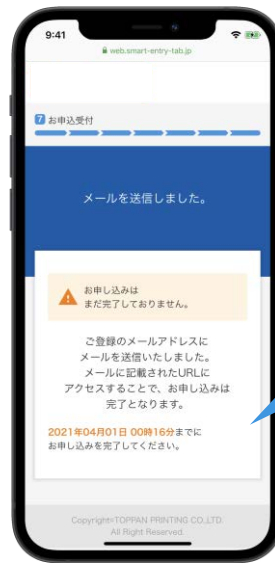 9:41
web.smart-entry-tab.jp
7 お申込受付
メールを送信しました。
お申し込みは
まだ完了しておりません。
ご登録のメールアドレスに
メールを送信いたしました。
メールに記載されたURLに
アクセスすることで、お申し込みは
完了となります。
2021年04月01日 00時16分までに
お申し込みを完了してください。
Copyright©TOPPAN PRINTING CO.,LTD.
All Right Reserved.